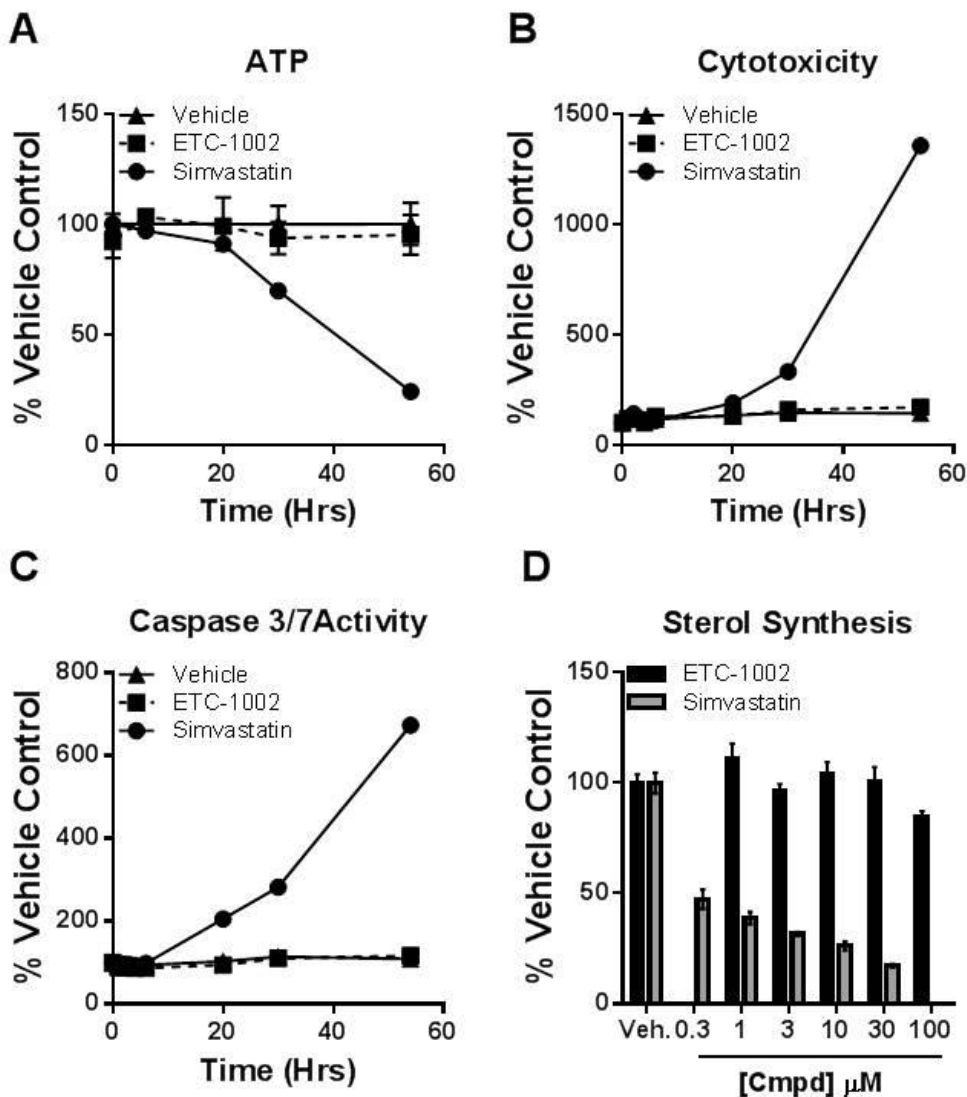 A
ATP
% Vehicle Control
150
100
50
0
Vehicle
ETC-1002
Simvastatin
0 20 40 60
Time (Hrs)
B
Cytotoxicity
% Vehicle Control
1500
1000
500
0
Vehicle
ETC-1002
Simvastatin
0 20 40 60
Time (Hrs)
C
Caspase 3/7Activity
% Vehicle Control
800
600
400
200
0
Vehicle
ETC-1002
Simvastatin
0 20 40 60
Time (Hrs)
D
Sterol Synthesis
% Vehicle Control
150
100
50
0
ETC-1002
Simvastatin
Veh. 0.3 1 3 10 30 100
[Cmpd] µM